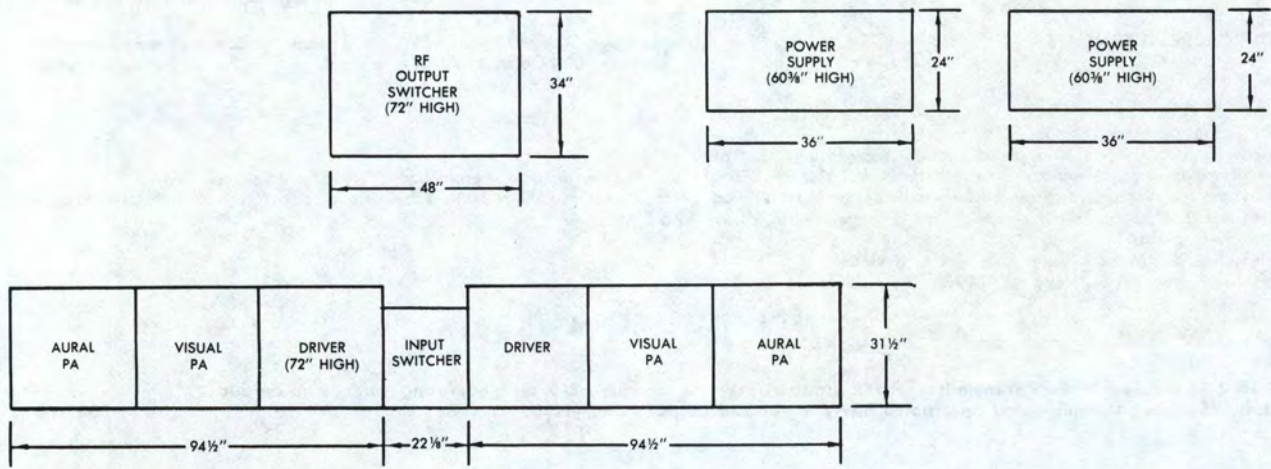 RF
OUTPUT
SWITCHER
(72" HIGH)
34"
48"
POWER
SUPPLY
(60⅜" HIGH)
24"
36"
POWER
SUPPLY
(60⅜" HIGH)
24"
36"
AURAL
PA
VISUAL
PA
DRIVER
(72" HIGH)
INPUT
SWITCHER
DRIVER
VISUAL
PA
AURAL
PA
31½"
94½"
22⅛"
94½"